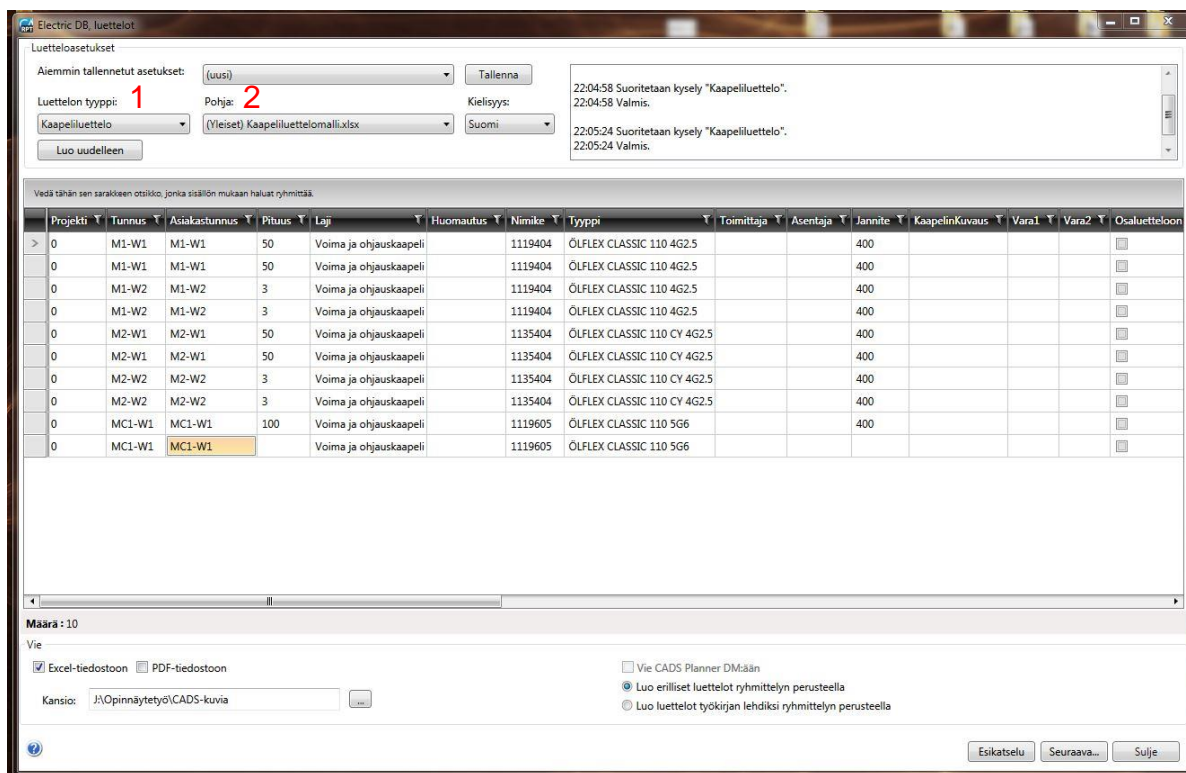 RPT Electric DB, luettelot
Luetteloasetukset
Aiemmin tallennetut asetukset: (uusi) Tallenna
Luettelon tyyppi: 1 Pohja: 2 Kielisyys:
Kaapeliluettelo (Yleiset) Kaapeliluettelomalli.xlsx Suomi
Luo uudelleen
22:04:58 Suoritetaan kysely "Kaapeliluettelo".
22:04:58 Valmis.
22:05:24 Suoritetaan kysely "Kaapeliluettelo".
22:05:24 Valmis.
Vedä tähän sen sarakkeen otsikko, jonka sisällön mukaan haluat ryhmittää.
Projekti Tunnus Asiakastunnus Pituus Laji Huomautus Nimike Tyyppi Toimittaja Asentaja Jannite KaapelinKuvaus Vara1 Vara2 Osaluetteloon
0 M1-W1 M1-W1 50 Voima ja ohjauskaapeli 1119404 ÖLFLEX CLASSIC 110 4G2.5 400
0 M1-W1 M1-W1 50 Voima ja ohjauskaapeli 1119404 ÖLFLEX CLASSIC 110 4G2.5 400
0 M1-W2 M1-W2 3 Voima ja ohjauskaapeli 1119404 ÖLFLEX CLASSIC 110 4G2.5 400
0 M1-W2 M1-W2 3 Voima ja ohjauskaapeli 1119404 ÖLFLEX CLASSIC 110 4G2.5 400
0 M2-W1 M2-W1 50 Voima ja ohjauskaapeli 1135404 ÖLFLEX CLASSIC 110 CY 4G2.5 400
0 M2-W1 M2-W1 50 Voima ja ohjauskaapeli 1135404 ÖLFLEX CLASSIC 110 CY 4G2.5 400
0 M2-W2 M2-W2 3 Voima ja ohjauskaapeli 1135404 ÖLFLEX CLASSIC 110 CY 4G2.5 400
0 M2-W2 M2-W2 3 Voima ja ohjauskaapeli 1135404 ÖLFLEX CLASSIC 110 CY 4G2.5 400
0 MC1-W1 MC1-W1 100 Voima ja ohjauskaapeli 1119605 ÖLFLEX CLASSIC 110 5G6 400
0 MC1-W1 MC1-W1 Voima ja ohjauskaapeli 1119605 ÖLFLEX CLASSIC 110 5G6
Määrä : 10
Vie
Excel-tiedostoon PDF-tiedostoon
Kansio: J:\Opinnäytetyö\CADS-kuvia ...
Vie CADS Planner DM:ään
Luo erilliset luettelot ryhmittelyn perusteella
Luo luettelot työkirjan lehdiksi ryhmittelyn perusteella
Esikatselu Seuraava... Sulje